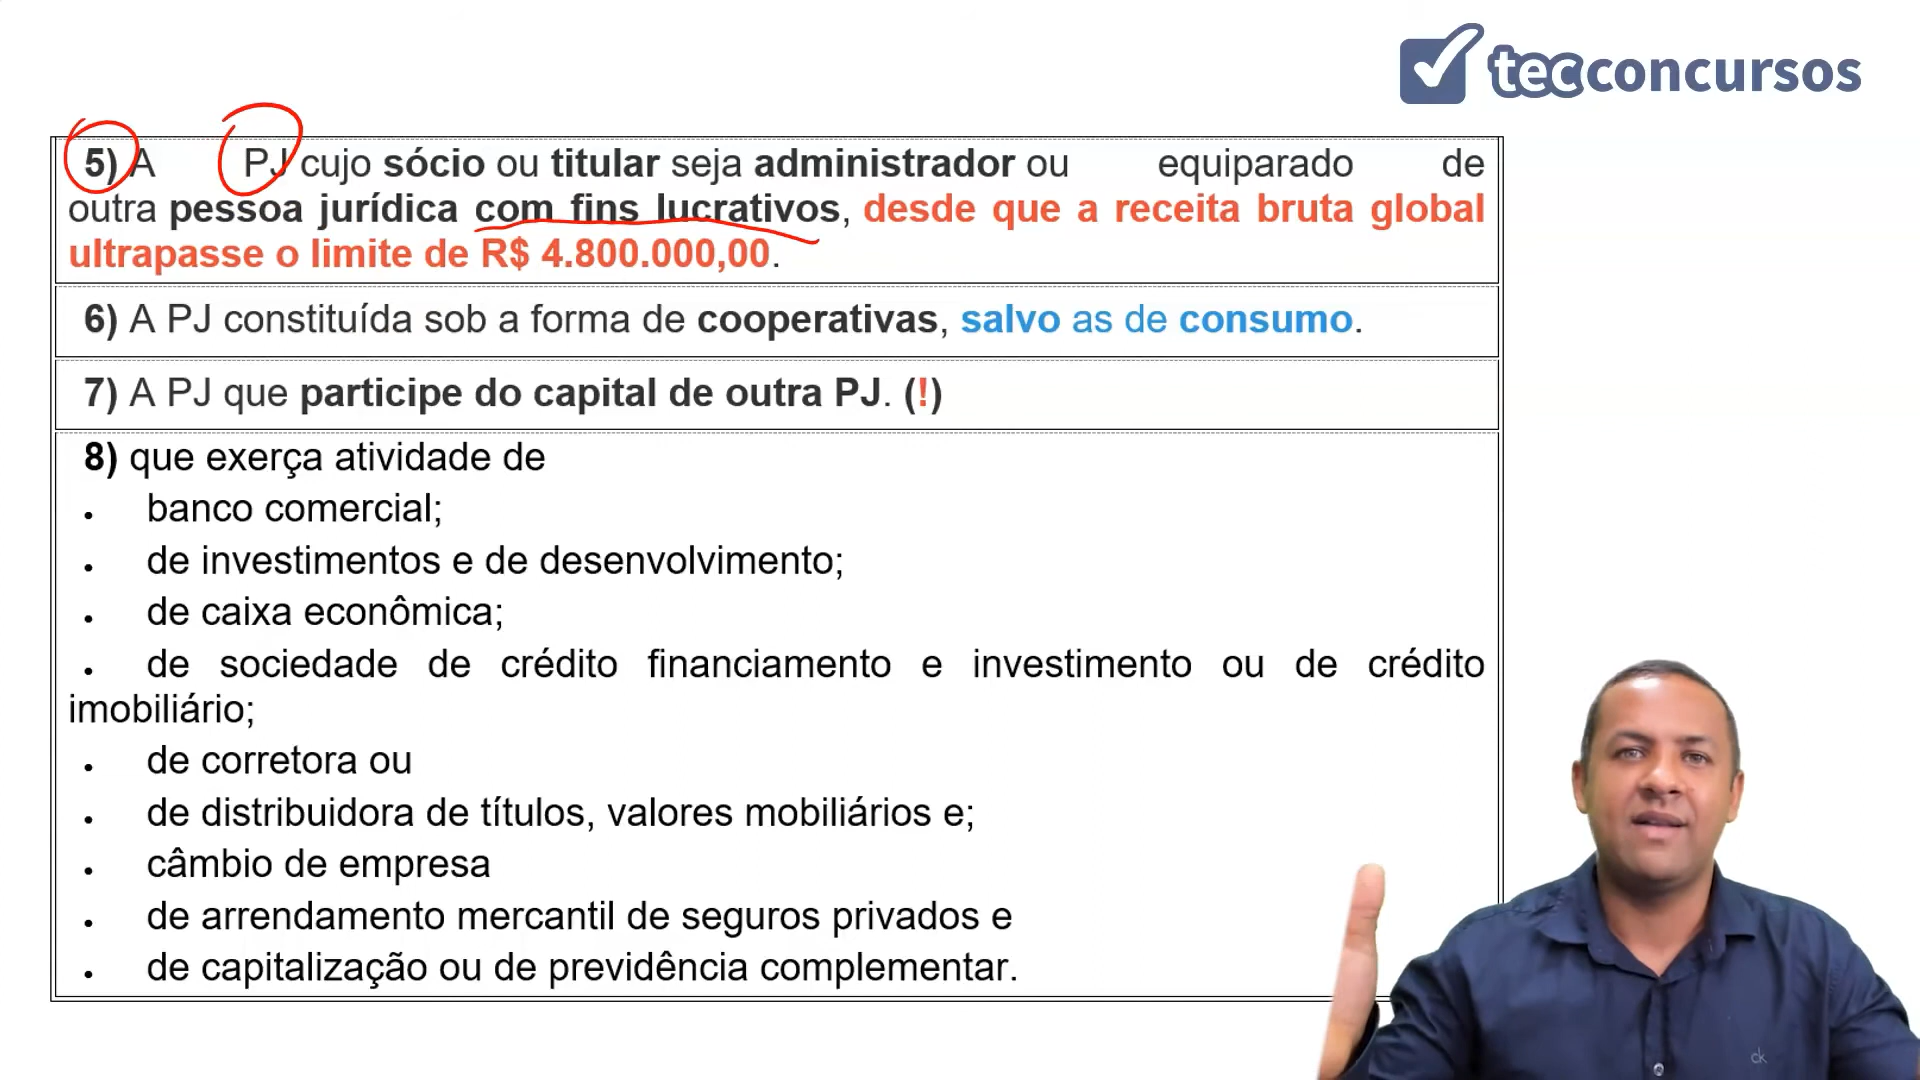 tecconcursos
5) A PJ cujo sócio ou titular seja administrador ou equiparado de
outra pessoa jurídica com fins lucrativos, desde que a receita bruta global
ultrapasse o limite de R$ 4.800.000,00.
6) A PJ constituída sob a forma de cooperativas, salvo as de consumo.
7) A PJ que participe do capital de outra PJ. (!)
8) que exerça atividade de
• banco comercial;
• de investimentos e de desenvolvimento;
• de caixa econômica;
• de sociedade de crédito financiamento e investimento ou de crédito
imobiliário;
• de corretora ou
• de distribuidora de títulos, valores mobiliários e;
• câmbio de empresa
• de arrendamento mercantil de seguros privados e
• de capitalização ou de previdência complementar.
ck